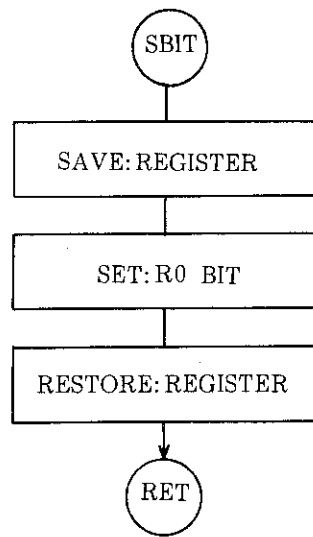 SBIT
SAVE:REGISTER
SET:R0 BIT
RESTORE:REGISTER
RET